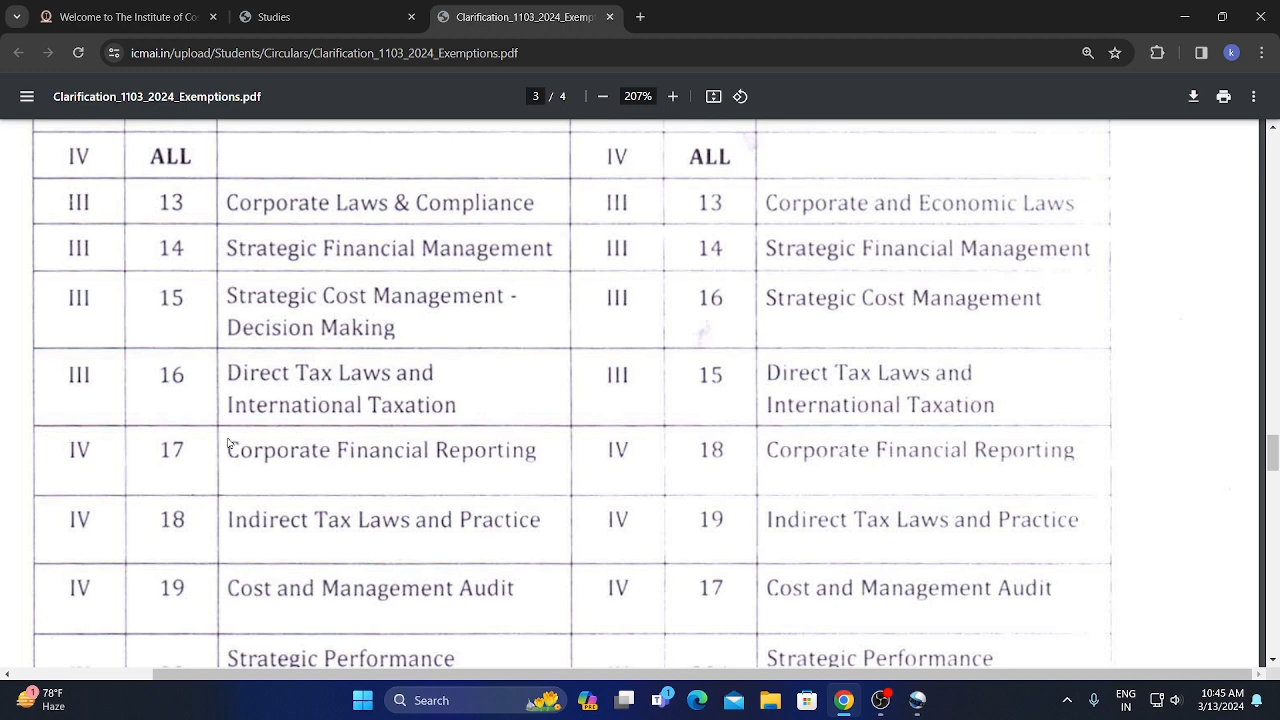 Welcome to The Institute of Co
Studies
Clarification_1103_2024_Exemp
icmai.in/upload/Students/Circulars/Clarification_1103_2024_Exemptions.pdf
k
Clarification_1103_2024_Exemptions.pdf
3 / 4
207%
IV ALL IV ALL
III 13 Corporate Laws & Compliance III 13 Corporate and Economic Laws
III 14 Strategic Financial Management III 14 Strategic Financial Management
III 15 Strategic Cost Management - III 16 Strategic Cost Management
Decision Making
III 16 Direct Tax Laws and III 15 Direct Tax Laws and
International Taxation International Taxation
IV 17 Corporate Financial Reporting IV 18 Corporate Financial Reporting
IV 18 Indirect Tax Laws and Practice IV 19 Indirect Tax Laws and Practice
IV 19 Cost and Management Audit IV 17 Cost and Management Audit
Strategic Performance Strategic Performance
78°F
Haze
Search
PRE
1
1
ENG
IN
10:45 AM
3/13/2024